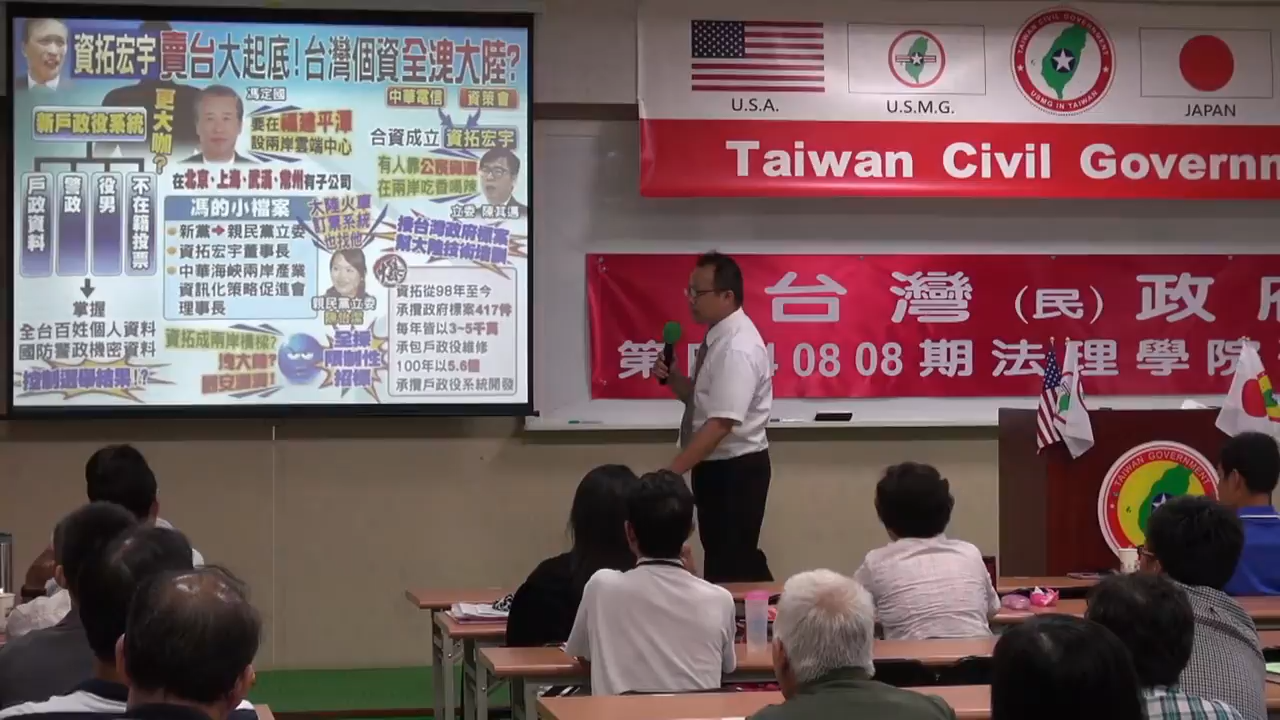 資拓宏宇賣台大起底!台灣個資全洩大陸?
新戶政役系統
更大咖?
馮定國
要在福建平潭
設兩岸雲端中心
在北京、上海、武漢、常州有子公司
中華電信
資策會
合資成立 資拓宏宇
有人靠
在兩岸吃香喝辣
立委 陳其邁
戶政資料
警政
役男
不在籍投票
掌握
全台百姓個人資料
國防警政機密資料
控制選舉結果!?
馮的小檔案
新黨➡親民黨立委
資拓宏宇董事長
中華海峽兩岸產業
資訊化策略促進會
理事長
大陸火車
訂票系統
也找他
接台灣政府標案
幫大陸技術培訓
親民黨立委
資拓成兩岸橋樑?
洩大陸?
全採
限制性
招標
資拓從98年至今
承攬政府標案417件
每年皆以3~5千萬
承包戶政役維修
100年以5.6億
承攬戶政役系統開發
U.S.A.
U.S.M.G.
TAIWAN CIVIL GOVERNMENT
USMG IN TAIWAN
JAPAN
Taiwan Civil Governm
台灣(民)政府
08 08 期法理學院
TAIWAN GOVERNMENT